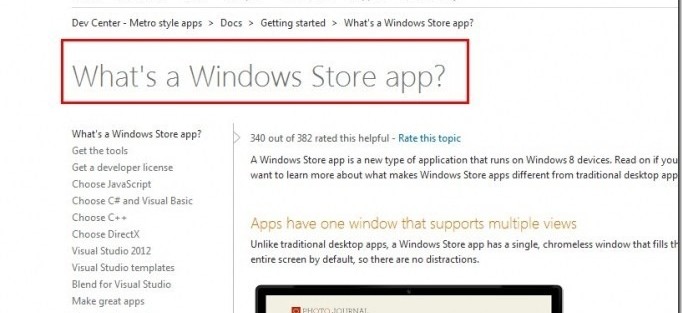 Dev Center - Metro style apps > Docs > Getting started > What's a Windows Store app?
What's a Windows Store app?
What's a Windows Store app?
Get the tools
Get a developer license
Choose JavaScript
Choose C# and Visual Basic
Choose C++
Choose DirectX
Visual Studio 2012
Visual Studio templates
Blend for Visual Studio
Make great apps
340 out of 382 rated this helpful - Rate this topic
A Windows Store app is a new type of application that runs on Windows 8 devices. Read on if you
want to learn more about what makes Windows Store apps different from traditional desktop app
Apps have one window that supports multiple views
Unlike traditional desktop apps, a Windows Store app has a single, chromeless window that fills th
entire screen by default, so there are no distractions.
PHOTO JOURNAL